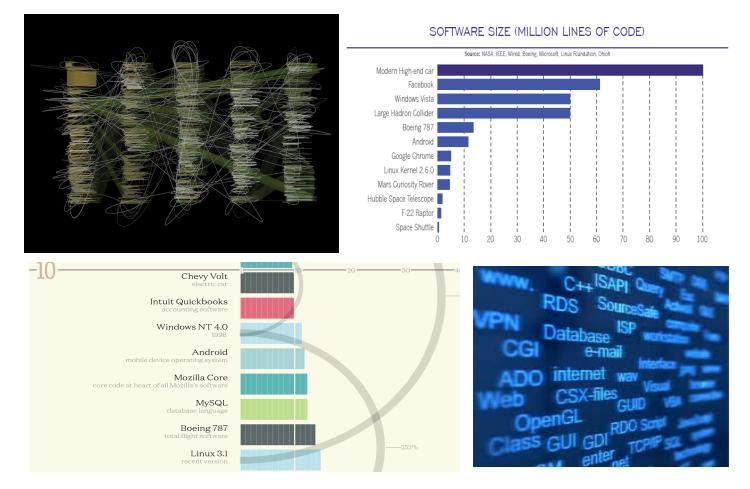 SOFTWARE SIZE (MILLION LINES OF CODE)
Source: NASA, IEEE, Wired, Boeing, Microsoft, Linux Foundation, Ohloh
Modern High-end car
Facebook
Windows Vista
Large Hadron Collider
Boeing 787
Android
Google Chrome
Linux Kernel 2.6.0
Mars Curiosity Rover
Hubble Space Telescope
F-22 Raptor
Space Shuttle
0 10 20 30 40 50 60 70 80 90 100
10
20 30
Chevy Volt
electric car
Intuit Quickbooks
accounting software
Windows NT 4.0
1996
Android
mobile device operating system
Mozilla Core
core code at heart of all Mozilla's software
MySQL
database language
Boeing 787
total flight software
Linux 3.1
recent version
www.
C++ ISAPI Query
RDS SourceSafe
VPN ISP
Database workstation
CGI e-mail
Interface
ADO internet wav Visual
Web CSX-files GUID VBA
OpenGL
RDO Script
Class GUI GDI TCP/IP SQL
enter
net